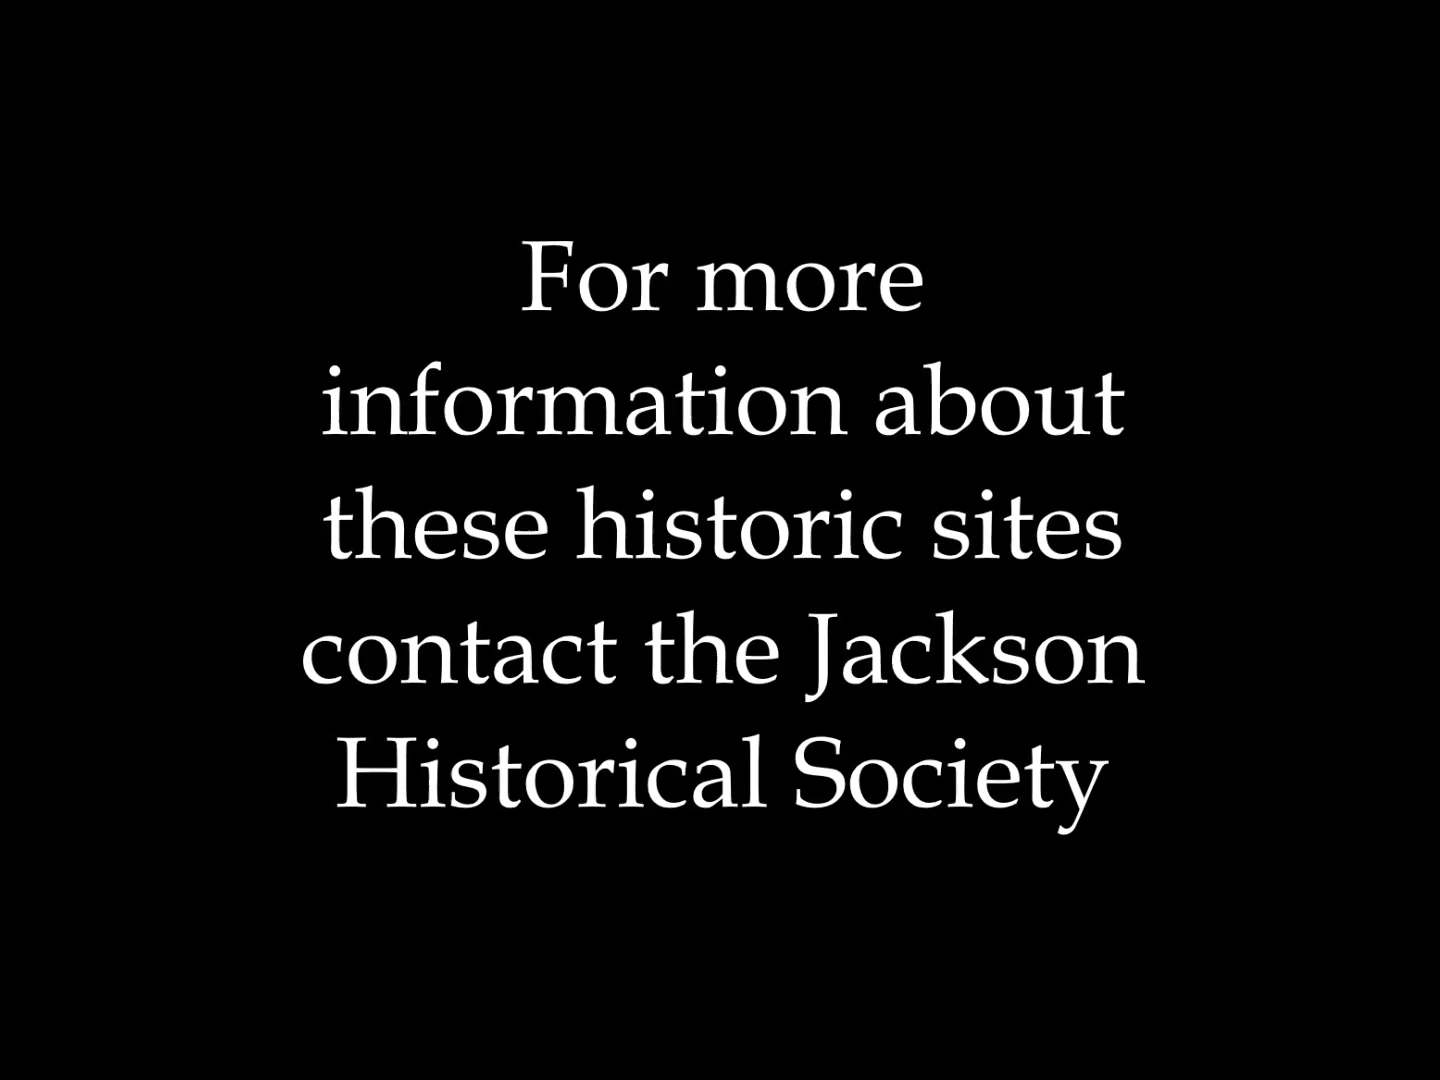 For more
information about
these historic sites
contact the Jackson
Historical Society